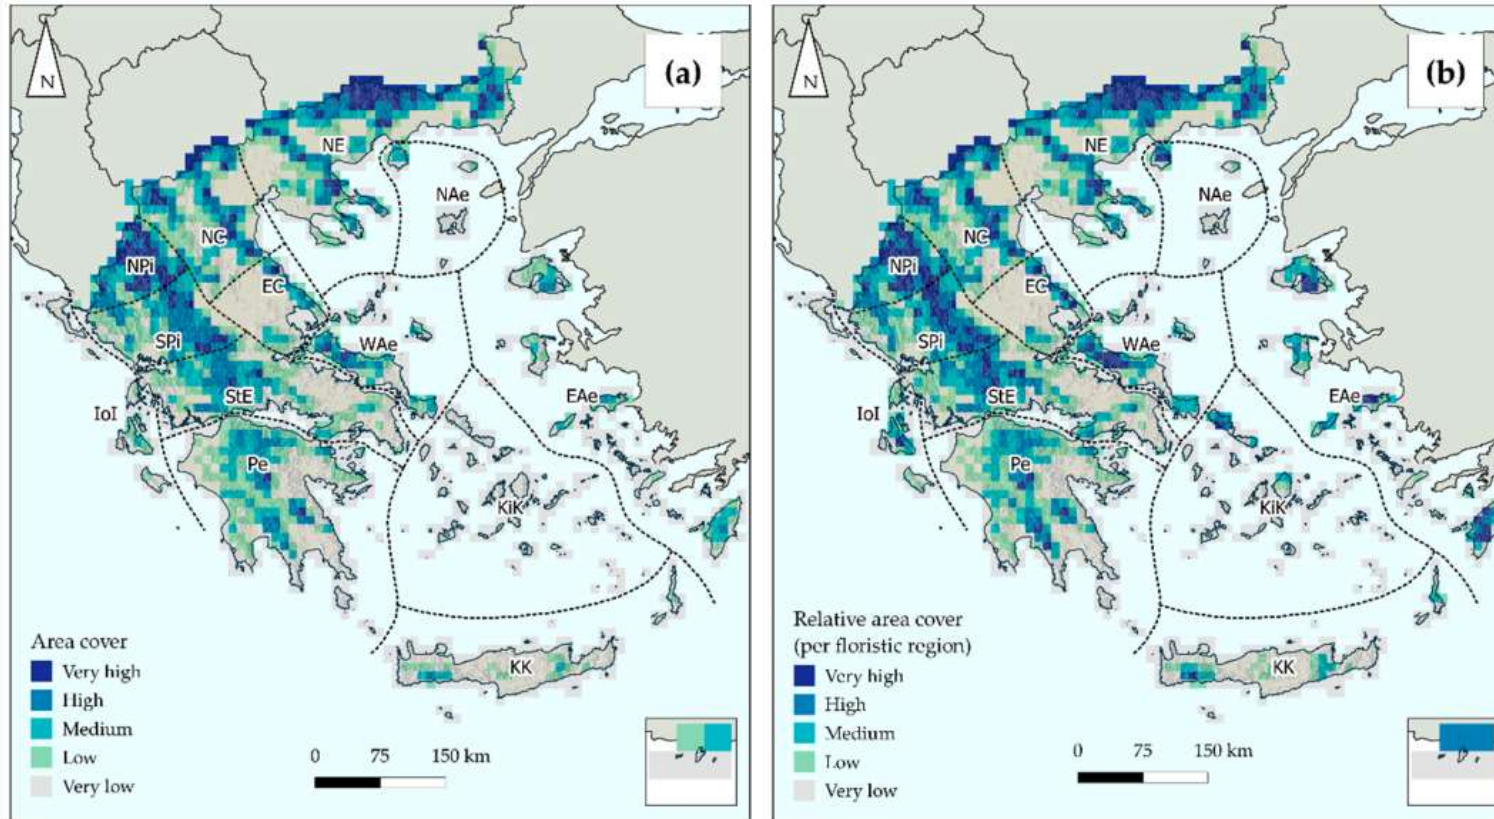 (a)
N
NE
NAe
NC
NPi
EC
SPi
WAe
StE
EAe
IoI
Pe
KiK
KK
Area cover
Very high
High
Medium
Low
Very low
0 75 150 km
(b)
N
NE
NAe
NC
NPi
EC
SPi
WAe
StE
EAe
IoI
Pe
KiK
KK
Relative area cover
(per floristic region)
Very high
High
Medium
Low
Very low
0 75 150 km